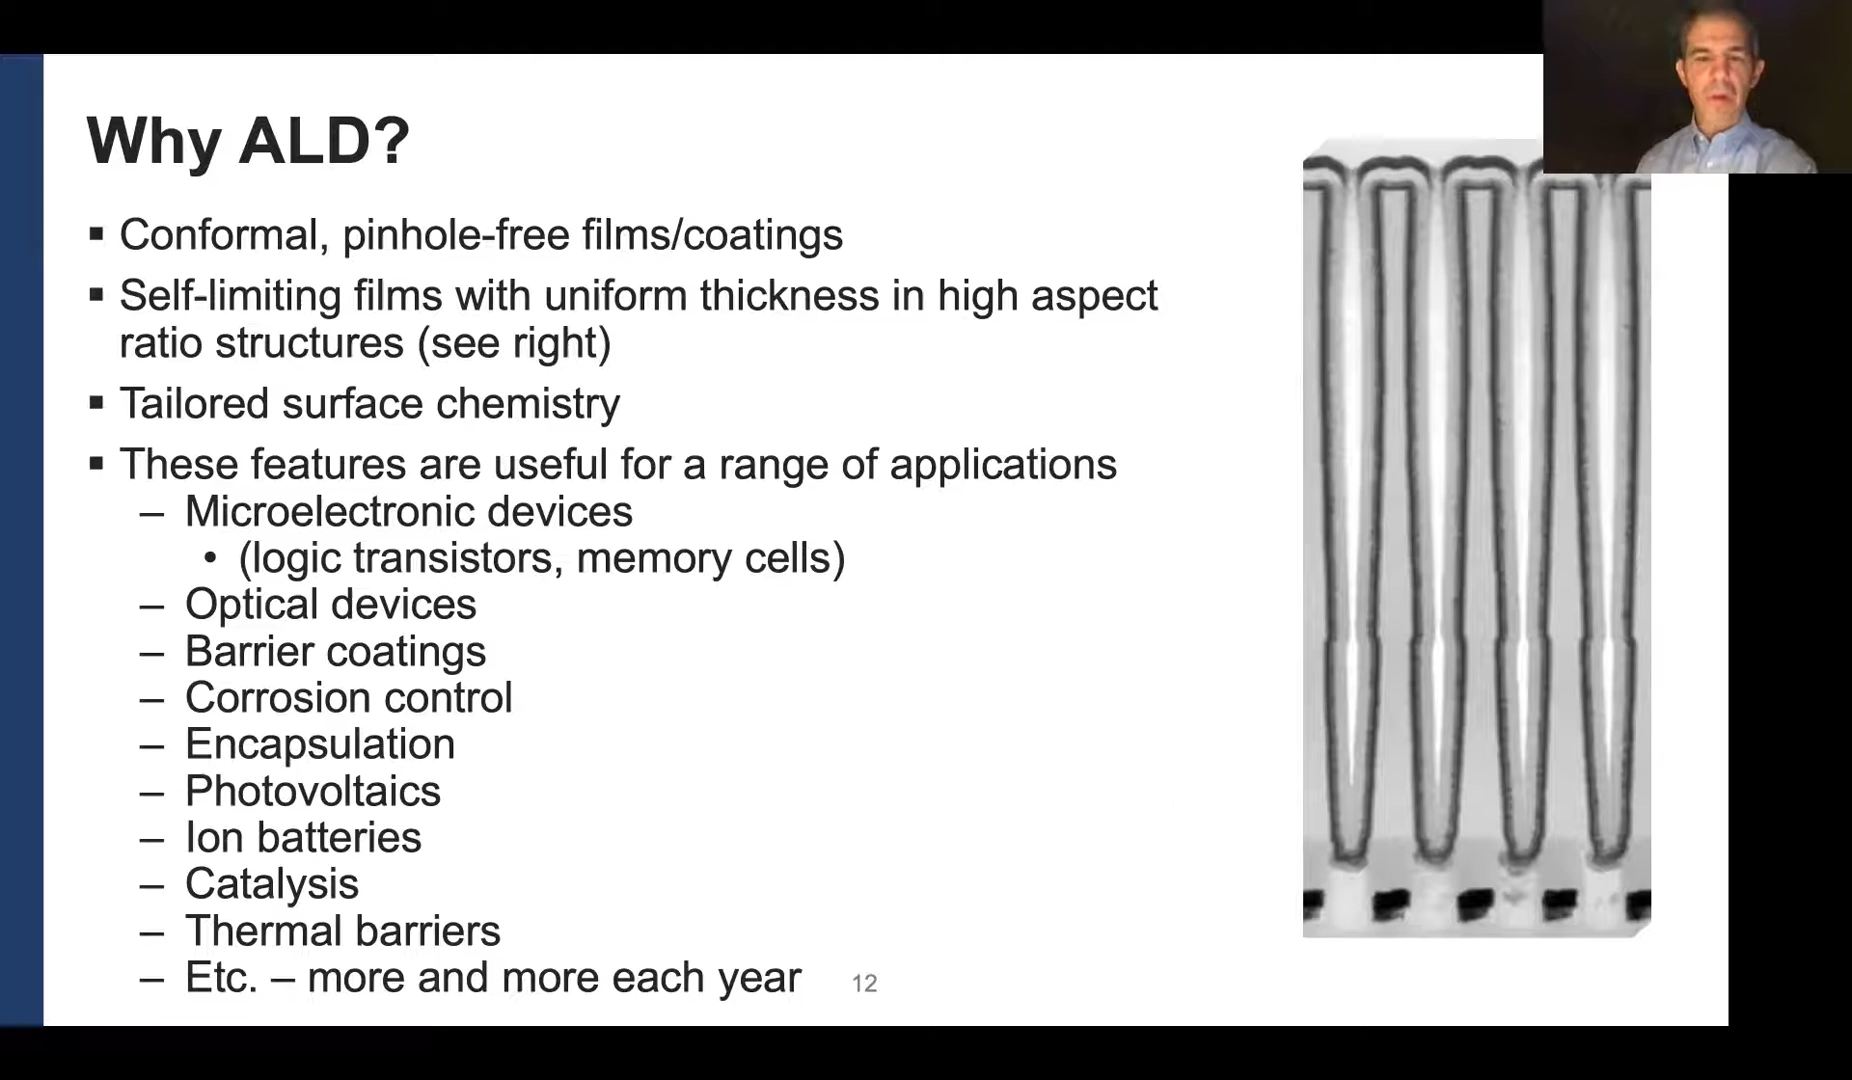 Why ALD?
▪ Conformal, pinhole-free films/coatings
▪ Self-limiting films with uniform thickness in high aspect
ratio structures (see right)
▪ Tailored surface chemistry
▪ These features are useful for a range of applications
– Microelectronic devices
• (logic transistors, memory cells)
– Optical devices
– Barrier coatings
– Corrosion control
– Encapsulation
– Photovoltaics
– Ion batteries
– Catalysis
– Thermal barriers
– Etc. – more and more each year
12